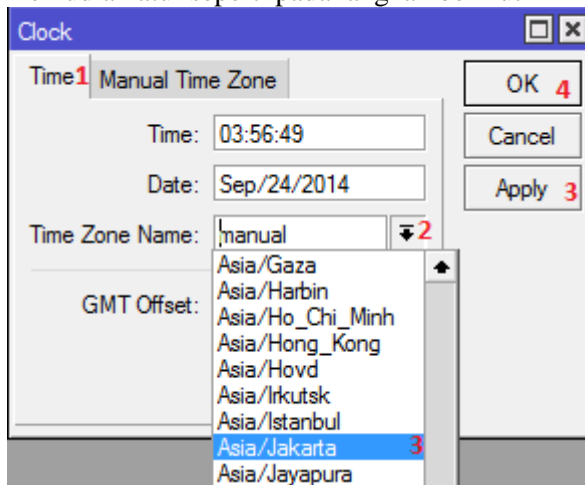 Clock
Time1 Manual Time Zone
OK 4
Time: 03:56:49
Cancel
Date: Sep/24/2014
Apply 3
Time Zone Name: manual 2
Asia/Gaza
GMT Offset:
Asia/Harbin
Asia/Ho_Chi_Minh
Asia/Hong_Kong
Asia/Hovd
Asia/Irkutsk
Asia/Istanbul
Asia/Jakarta 3
Asia/Jayapura